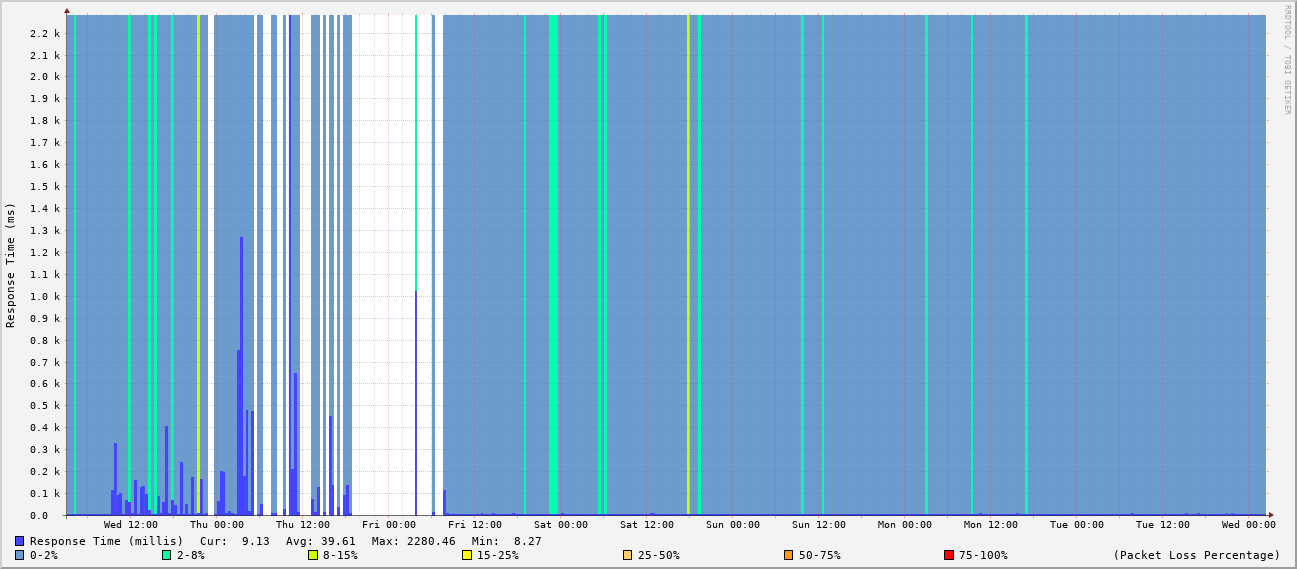 RRDTOOL / TOBI OETIKER
Response Time (ms)
2.2 k
2.1 k
2.0 k
1.9 k
1.8 k
1.7 k
1.6 k
1.5 k
1.4 k
1.3 k
1.2 k
1.1 k
1.0 k
0.9 k
0.8 k
0.7 k
0.6 k
0.5 k
0.4 k
0.3 k
0.2 k
0.1 k
0.0
Wed 12:00 Thu 00:00 Thu 12:00 Fri 00:00 Fri 12:00 Sat 00:00 Sat 12:00 Sun 00:00 Sun 12:00 Mon 00:00 Mon 12:00 Tue 00:00 Tue 12:00 Wed 00:00
Response Time (millis) Cur: 9.13 Avg: 39.61 Max: 2280.46 Min: 8.27
0-2% 2-8% 8-15% 15-25% 25-50% 50-75% 75-100% (Packet Loss Percentage)